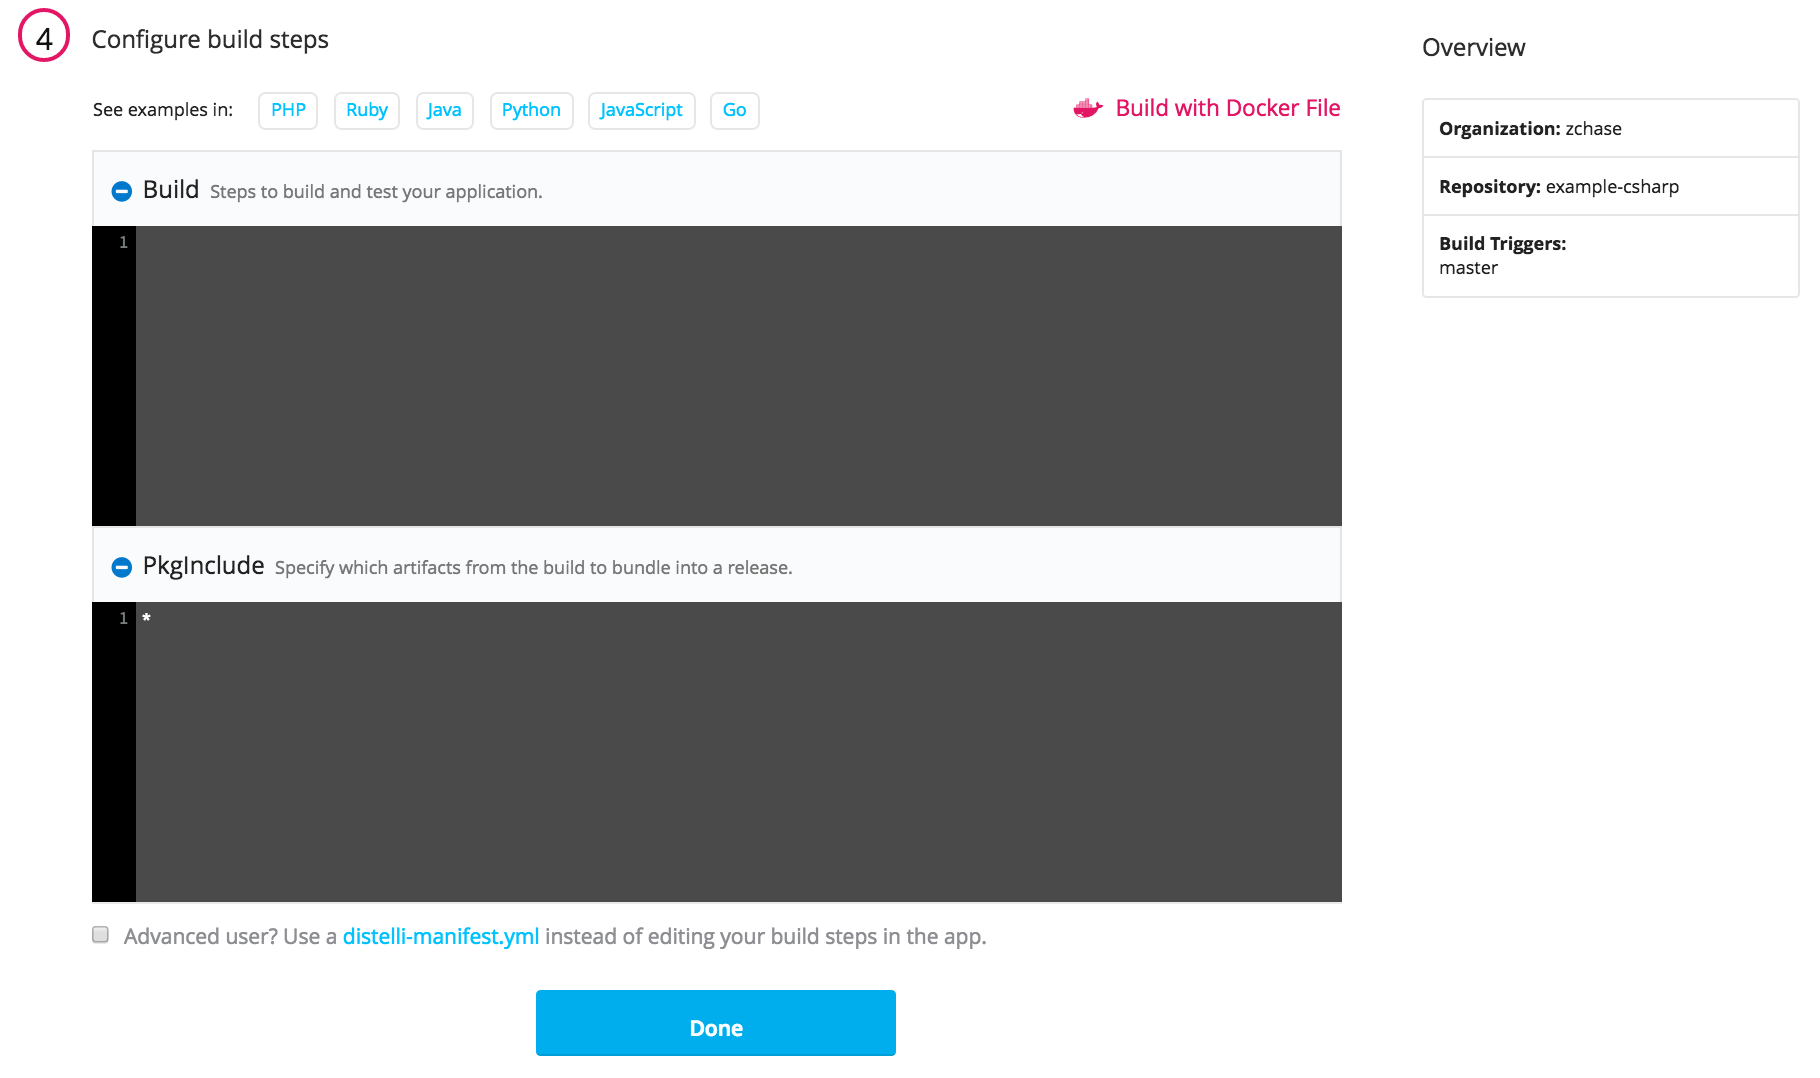 4 Configure build steps
See examples in: PHP Ruby Java Python JavaScript Go Build with Docker File
Build Steps to build and test your application.
1
PkgInclude Specify which artifacts from the build to bundle into a release.
1 *
Advanced user? Use a distelli-manifest.yml instead of editing your build steps in the app.
Done
Overview
Organization: zchase
Repository: example-csharp
Build Triggers:
master